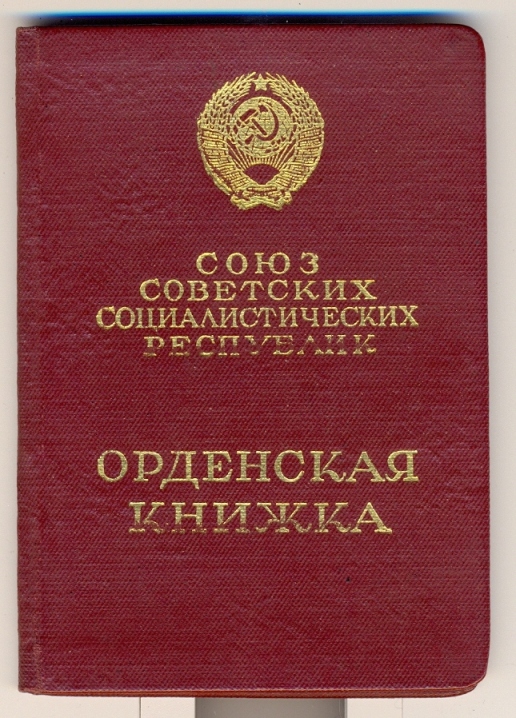 СОЮЗ
СОВЕТСКИХ
СОЦИАЛИСТИЧЕСКИХ
РЕСПУБЛИК
ОРДЕНСКАЯ
КНИЖКА